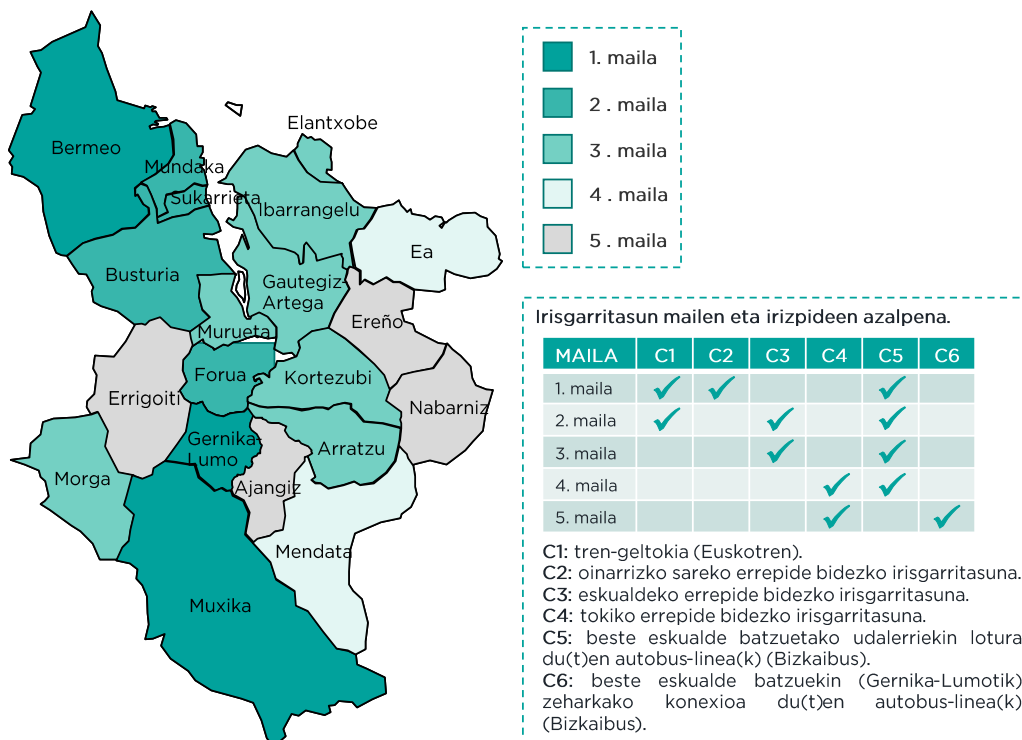 Elantxobe
Bermeo
Mundaka
Sukarrieta
Ibarrangelu
Ea
Busturia
Gautegiz-
Artega
Ereño
Murueta
Forua
Kortezubi
Errigoiti
Nabarniz
Gernika-
Lumo
Arratzu
Morga
Ajangiz
Mendata
Muxika
1. maila
2 . maila
3 . maila
4 . maila
5 . maila
Irisgarritasun mailen eta irizpideen azalpena.
MAILA C1 C2 C3 C4 C5 C6
1. maila ✓ ✓ ✓
2. maila ✓ ✓ ✓
3. maila ✓ ✓
4. maila ✓ ✓
5. maila ✓ ✓
C1: tren-geltokia (Euskotren).
C2: oinarrizko sareko errepide bidezko irisgarritasuna.
C3: eskualdeko errepide bidezko irisgarritasuna.
C4: tokiko errepide bidezko irisgarritasuna.
C5: beste eskualde batzuetako udalerriekin lotura
du(t)en autobus-linea(k) (Bizkaibus).
C6: beste eskualde batzuekin (Gernika-Lumotik)
zeharkako konexioa du(t)en autobus-linea(k)
(Bizkaibus).